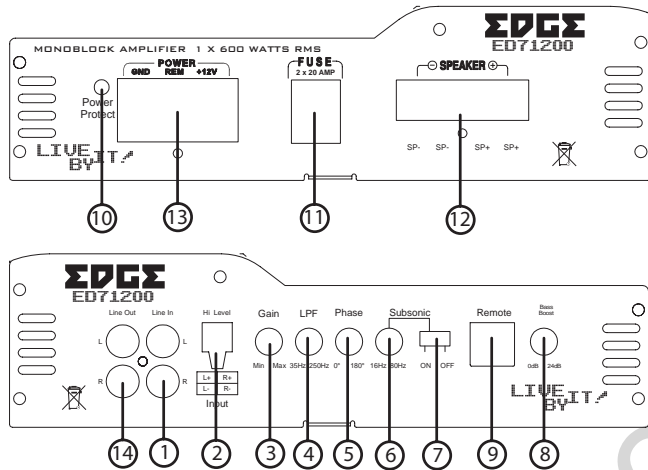 EDGE
ED71200
MONOBLOCK AMPLIFIER 1 X 600 WATTS RMS
POWER
GND REM +12V
FUSE
2 x 20 AMP
SPEAKER
Power
Protect
SP- SP- SP+ SP+
LIVE
BY IT!
10 13 11 12
EDGE
ED71200
Line Out Line In Hi Level Gain LPF Phase Subsonic Remote Bass
Boost
L L
Min Max 35Hz 250Hz 0° 180° 16Hz 80Hz ON OFF 0dB 24dB
R R
L+ R+
L- R-
Input
LIVE
BY IT!
14 1 2 3 4 5 6 7 9 8